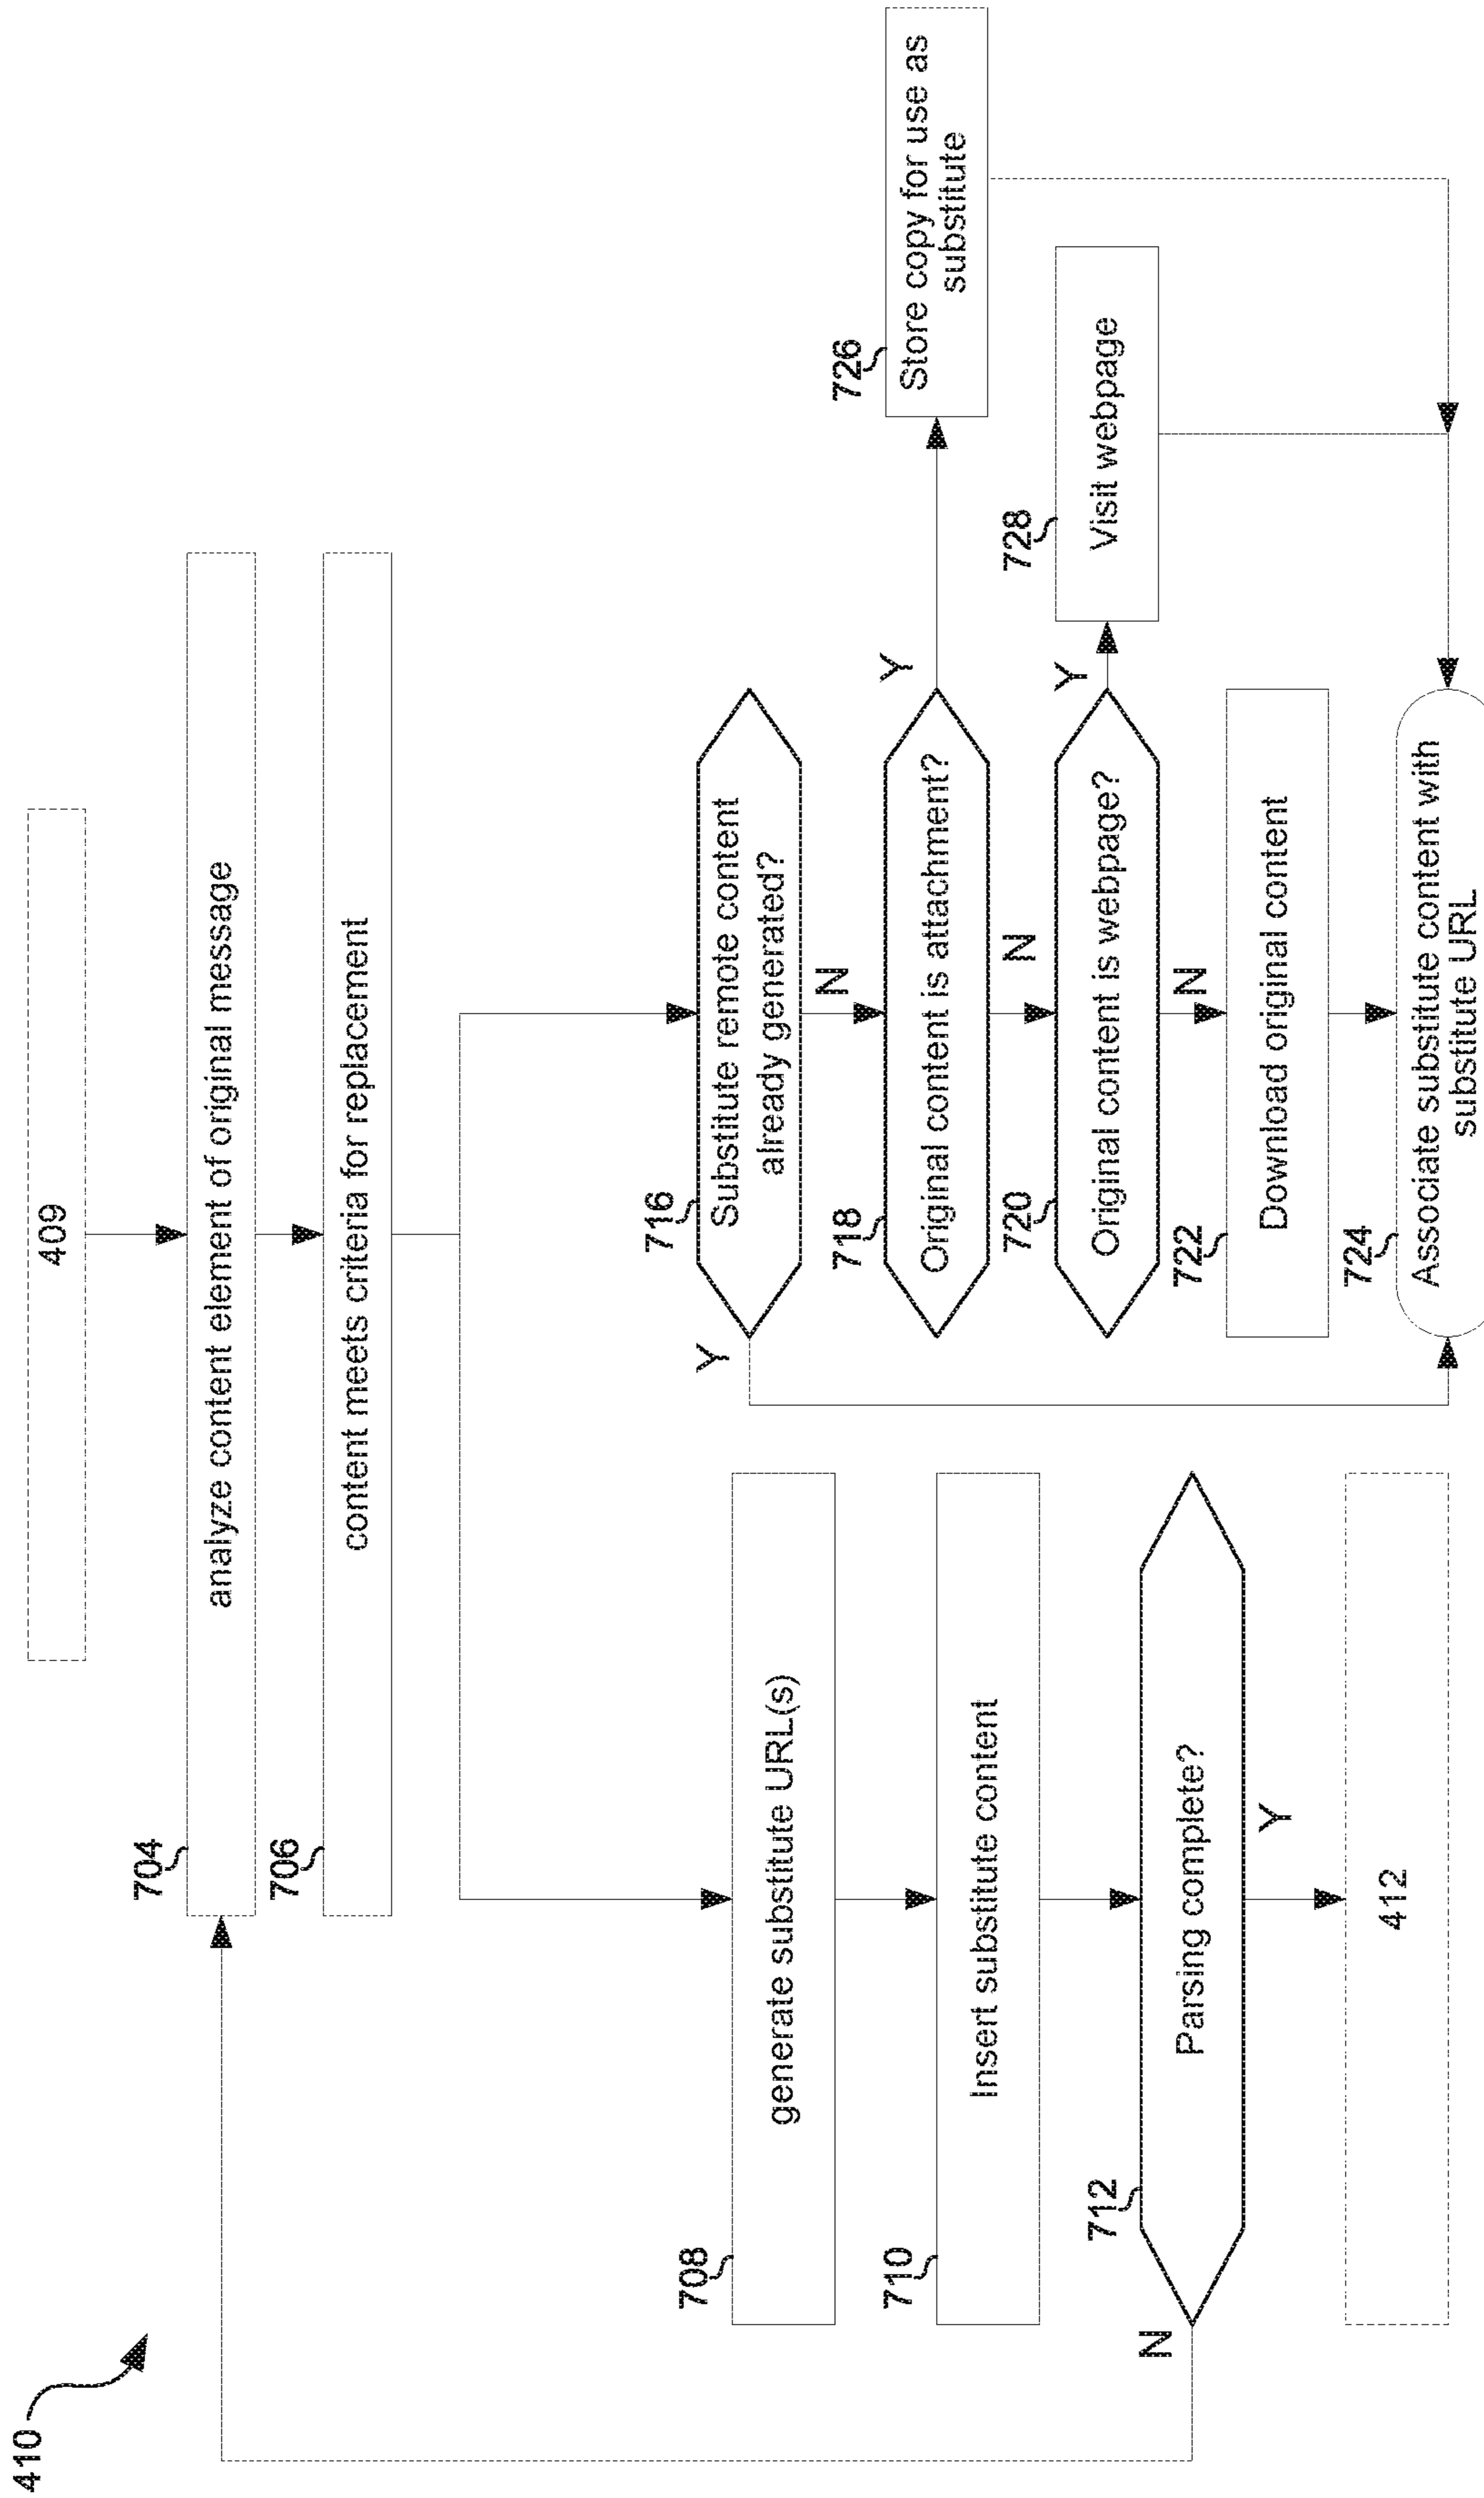 410
409
704
analyze content element of original message
706
content meets criteria for replacement
708
generate substitute URL(s)
710
Insert substitute content
712
Parsing complete?
N
Y
412
716
Substitute remote content
already generated?
Y
N
718
Original content is attachment?
Y
N
720
Original content is webpage?
Y
N
722
Download original content
724
Associate substitute content with
substitute URL
726
Store copy for use as
substitute
728
Visit webpage